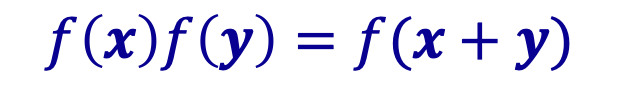 f(x)f(y) = f(x + y)